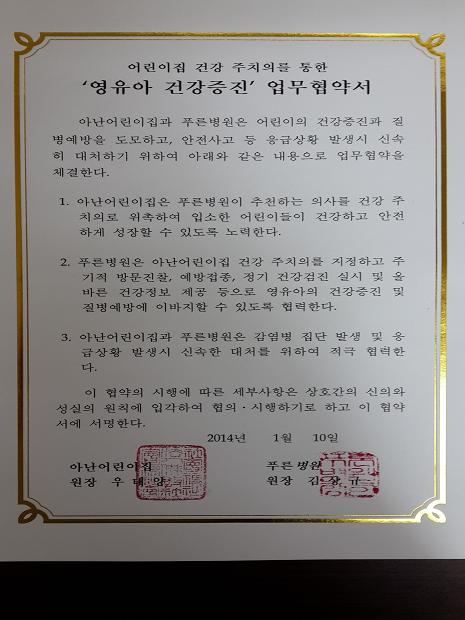 어린이집 건강 주치의를 통한
'영유아 건강증진' 업무협약서
아난어린이집과 푸른병원은 어린이의 건강증진과 질
병예방을 도모하고, 안전사고 등 응급상황 발생시 신속
히 대처하기 위하여 아래와 같은 내용으로 업무협약을
체결한다.
1. 아난어린이집은 푸른병원이 추천하는 의사를 건강 주
치의로 위촉하여 입소한 어린이들이 건강하고 안전
하게 성장할 수 있도록 노력한다.
2. 푸른병원은 아난어린이집 건강 주치의를 지정하고 주
기적 방문진찰, 예방접종, 정기 건강검진 실시 및 올
바른 건강정보 제공 등으로 영유아의 건강증진 및
질병예방에 이바지할 수 있도록 협력한다.
3. 아난어린이집과 푸른병원은 감염병 집단 발생 및 응
급상황 발생시 신속한 대처를 위하여 적극 협력한
다.
이 협약의 시행에 따른 세부사항은 상호간의 신의와
성실의 원칙에 입각하여 협의·시행하기로 하고 이 협약
서에 서명한다.
2014년 1월 10일
아난어린이집 푸른병원
원장 우태양 원장 김상규